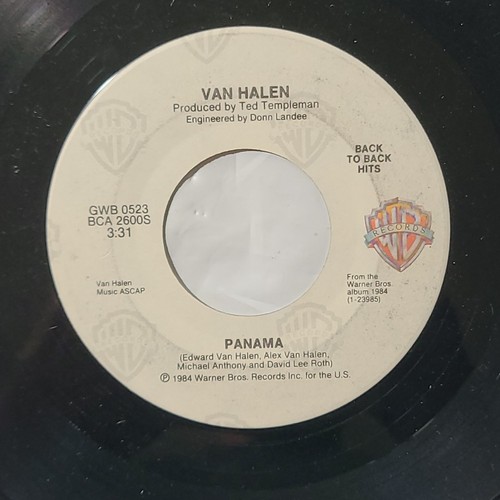 VAN HALEN
Produced by Ted Templeman
Engineered by Donn Landee
BACK
TO BACK
HITS
GWB 0523
BCA 2600S
3:31
RECORDS
Van Halen
Music ASCAP
From the
Warner Bros.
album 1984
(1-23985)
PANAMA
(Edward Van Halen, Alex Van Halen,
Michael Anthony and David Lee Roth)
℗ 1984 Warner Bros. Records Inc. for the U.S.